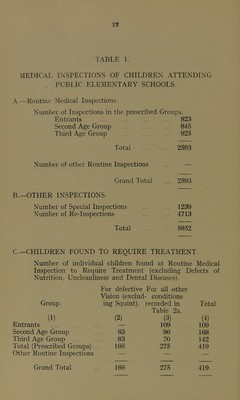 22
TABLE I.
MEDICAL INSPECTIONS OF CHILDREN ATTENDING
PUBLIC ELEMENTARY SCHOOLS.
A.—Routine Medical Inspections.
Number of Inspections in the prescribed Groups.
Entrants 823
Second Age Group 845
Third Age Group 925
Total 2593
Number of other Routine Inspections —
Grand Total 2593
B.—OTHER INSPECTIONS.
Number of Special Inspections 1239
Number of Re-Inspections 4713
5952
C.—CHILDREN FOUND TO REQUIRE TREATMENT.
Number of individual children found at Routine Medical
Inspection to Require Treatment (excluding Defects of
Nutrition, Uncleanliness and Dental Diseases).
For defective For all other
Vision (exclud- conditions
Group. ing Squint). recorded in Total
Table 2a.
(1) (2) (3) (4)
Entrants — 109 109
Second Age Group 83 96 168
Third Age Group 83 70 142
Total (Prescribed Groups) 166 275 419
Other Routine Inspections — — —
Grand Total 166 275 419